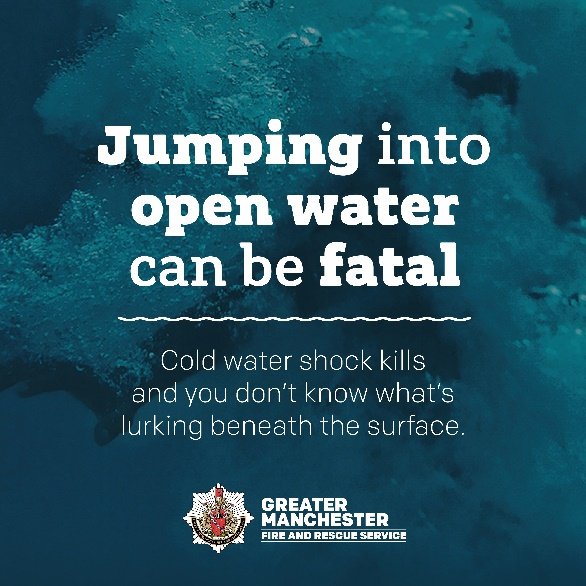 Jumping into
open water
can be fatal
Cold water shock kills
and you don't know what's
lurking beneath the surface.
GREATER
MANCHESTER
FIRE AND RESCUE SERVICE